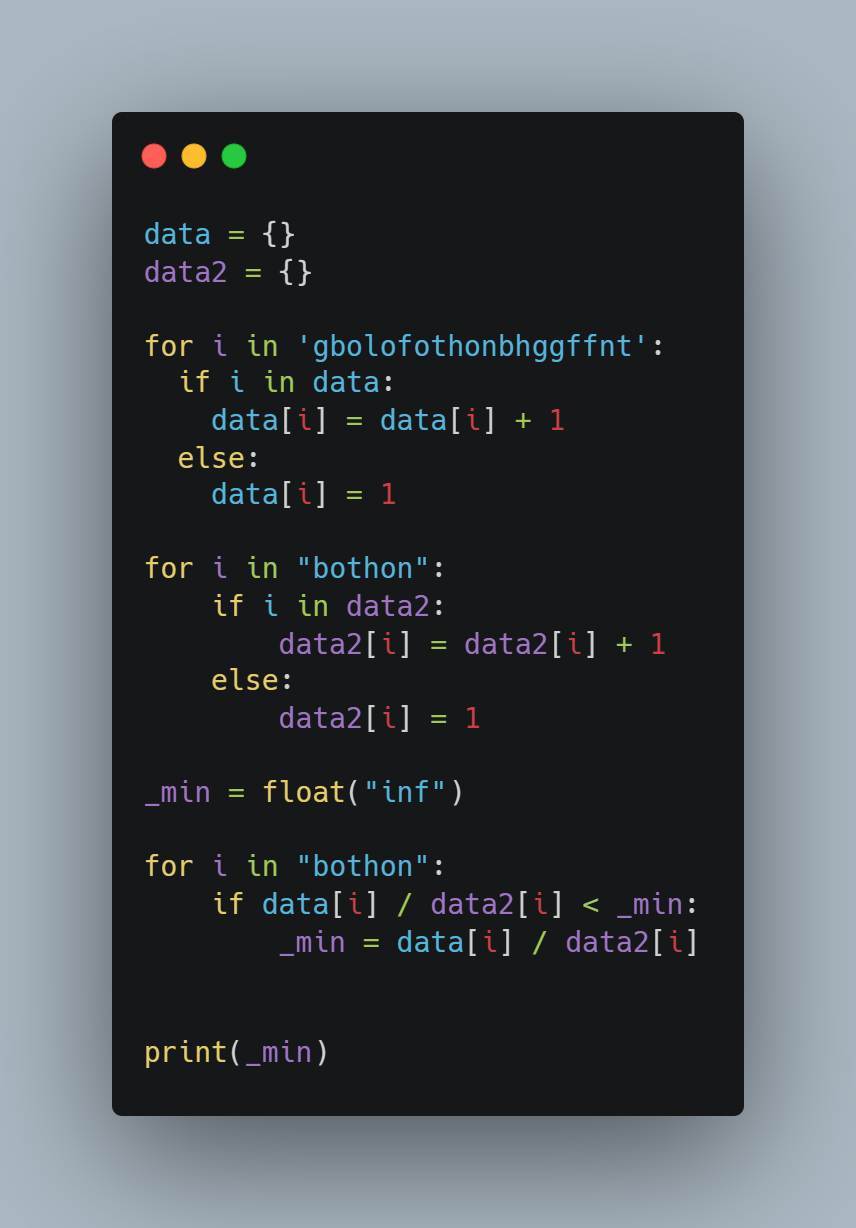 data = {}
data2 = {}

for i in 'gbolofothonbhggffnt':
  if i in data:
    data[i] = data[i] + 1
  else:
    data[i] = 1

for i in "bothon":
    if i in data2:
        data2[i] = data2[i] + 1
    else:
        data2[i] = 1

_min = float("inf")

for i in "bothon":
    if data[i] / data2[i] < _min:
        _min = data[i] / data2[i]

print(_min)